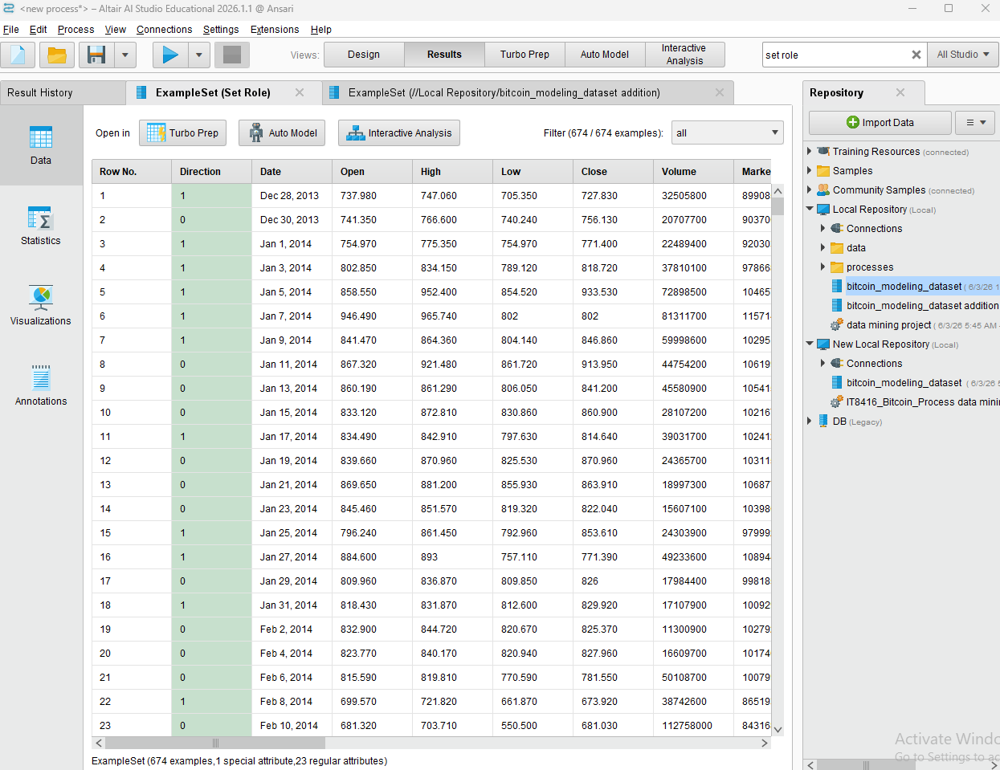 <new process*> – Altair AI Studio Educational 2026.1.1 @ Ansari
File Edit Process View Connections Settings Extensions Help
Views: Design Results Turbo Prep Auto Model Interactive Analysis set role All Studio
Result History ExampleSet (Set Role) ExampleSet (//Local Repository/bitcoin_modeling_dataset addition) Repository
Open in Turbo Prep Auto Model Interactive Analysis Filter (674 / 674 examples): all
Data
Statistics
Visualizations
Annotations
Row No. Direction Date Open High Low Close Volume Marke
1 1 Dec 28, 2013 737.980 747.060 705.350 727.830 32505800 89908
2 0 Dec 30, 2013 741.350 766.600 740.240 756.130 20707700 90370
3 1 Jan 1, 2014 754.970 775.350 754.970 771.400 22489400 92030
4 1 Jan 3, 2014 802.850 834.150 789.120 818.720 37810100 97866
5 1 Jan 5, 2014 858.550 952.400 854.520 933.530 72898500 10465
6 1 Jan 7, 2014 946.490 965.740 802 802 81311700 11571
7 1 Jan 9, 2014 841.470 864.360 804.140 846.860 59998600 10295
8 0 Jan 11, 2014 867.320 921.480 861.720 913.950 44754200 10619
9 0 Jan 13, 2014 860.190 861.290 806.050 841.200 45580900 10541
10 0 Jan 15, 2014 833.120 872.810 830.860 860.900 28107200 10216
11 1 Jan 17, 2014 834.490 842.910 797.630 814.640 39031700 10241
12 0 Jan 19, 2014 839.660 870.960 825.530 870.960 24365700 10311
13 0 Jan 21, 2014 869.650 881.200 855.930 863.910 18997300 10687
14 0 Jan 23, 2014 845.460 851.570 819.320 822.040 15607100 10398
15 1 Jan 25, 2014 796.240 861.450 792.960 853.610 24303900 97999
16 1 Jan 27, 2014 884.600 893 757.110 771.390 49233600 10894
17 0 Jan 29, 2014 809.960 836.870 809.850 826 17984400 99818
18 1 Jan 31, 2014 818.430 831.870 812.600 829.920 17107900 10092
19 0 Feb 2, 2014 832.900 844.720 820.670 825.370 11300900 10279
20 0 Feb 4, 2014 823.770 840.170 820.940 827.960 16609700 10174
21 0 Feb 6, 2014 815.590 819.810 770.590 781.550 50108700 10079
22 1 Feb 8, 2014 699.570 721.820 661.870 673.920 38742600 86519
23 0 Feb 10, 2014 681.320 703.710 550.500 681.030 112758000 84316
ExampleSet (674 examples,1 special attribute,23 regular attributes)
Import Data
Training Resources (connected)
Samples
Community Samples (connected)
Local Repository (Local)
Connections
data
processes
bitcoin_modeling_dataset ( 6/3/26 1
bitcoin_modeling_dataset addition
data mining project ( 6/3/26 5:45 AM
New Local Repository (Local)
Connections
bitcoin_modeling_dataset ( 6/3/26
IT8416_Bitcoin_Process data mini
DB (Legacy)
Activate Windo
Go to Settings to ac